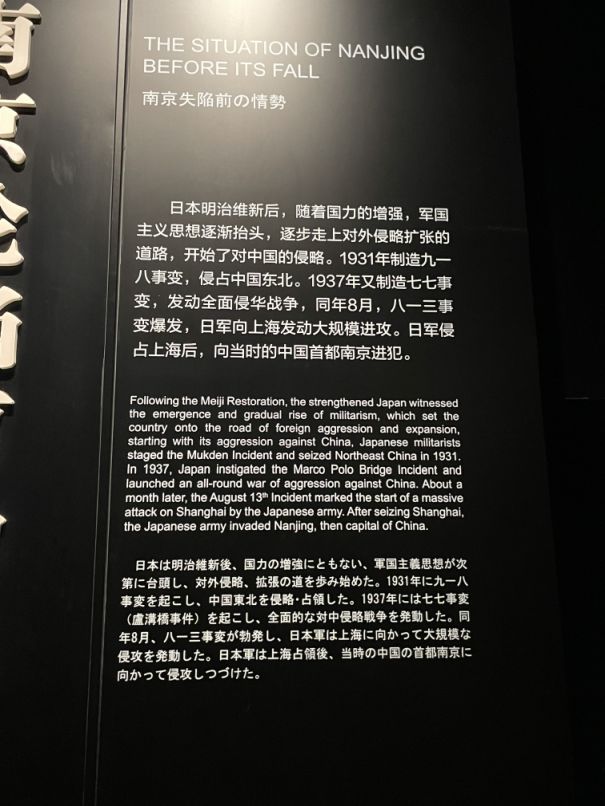 THE SITUATION OF NANJING
BEFORE ITS FALL
南京失陷前の情勢
日本明治维新后，随着国力的增强，军国
主义思想逐渐抬头，逐步走上对外侵略扩张的
道路，开始了对中国的侵略。1931年制造九一
八事变，侵占中国东北。1937年又制造七七事
变，发动全面侵华战争，同年8月，八一三事
变爆发，日军向上海发动大规模进攻。日军侵
占上海后，向当时的中国首都南京进犯。
Following the Meiji Restoration, the strengthened Japan witnessed
the emergence and gradual rise of militarism, which set the
country onto the road of foreign aggression and expansion,
starting with its aggression against China, Japanese militarists
staged the Mukden Incident and seized Northeast China in 1931.
In 1937, Japan instigated the Marco Polo Bridge Incident and
launched an all-round war of aggression against China. About a
month later, the August 13th Incident marked the start of a massive
attack on Shanghai by the Japanese army. After seizing Shanghai,
the Japanese army invaded Nanjing, then capital of China.
日本は明治維新後、国力の増強にともない、軍国主義思想が次
第に台頭し、対外侵略、拡張の道を歩み始めた。1931年に九一八
事変を起こし、中国東北を侵略・占領した。1937年には七七事変
（盧溝橋事件）を起こし、全面的な対中侵略戦争を発動した。同
年8月、八一三事変が勃発し、日本軍は上海に向かって大規模な
侵攻を発動した。日本軍は上海占領後、当時の中国の首都南京に
向かって侵攻しつづけた。